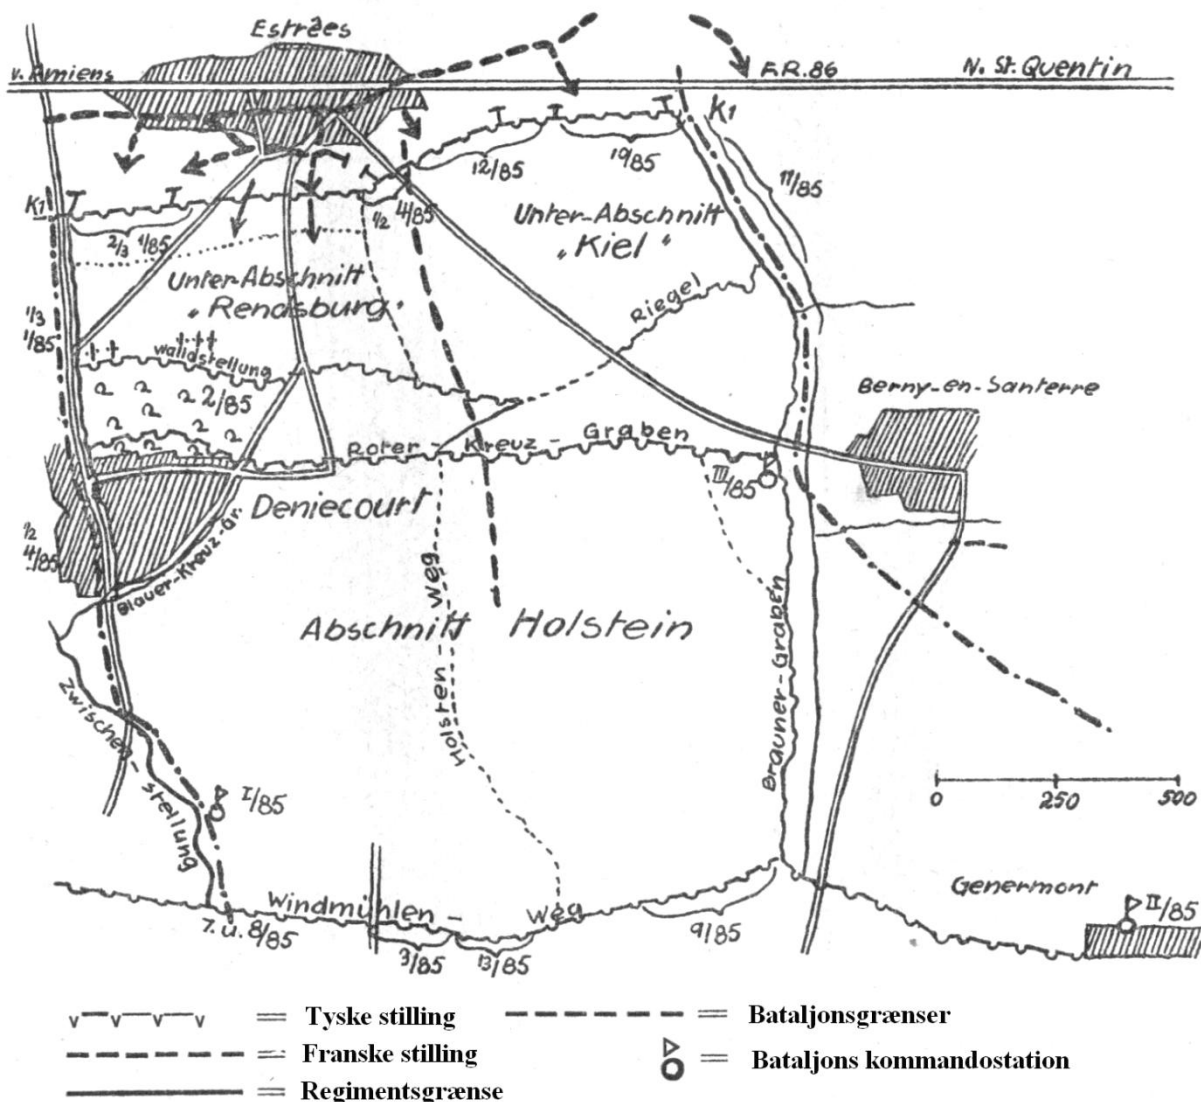 Estrées
v. Amiens
F.R. 86
N. St. Quentin
K1
12/85
10/85
11/85
K1
2/3 1/85
1/2 4/85
Unter-Abschnitt
"Kiel"
Unter-Abschnitt
"Rendsburg"
Riegel
1/3
1/85
Waldstellung
2/85
Berny-en-Santerre
Roter-Kreuz-Graben
III/85
Deniecourt
1/2
4/85
Blauer-Kreuz-Gr.
Abschnitt Holstein
Holsten-Weg
Brauner-Graben
Zwischen-stellung
I/85
0 250 500
Genermont
II/85
Windmühlen-Weg
7. u. 8/85
3/85
13/85
9/85
Tyske stilling
Bataljonsgrænser
Franske stilling
Bataljons kommandostation
Regimentsgrænse